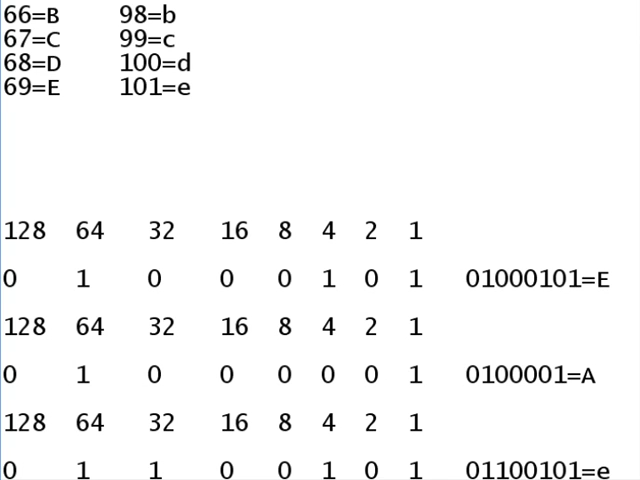 66=B 98=b
67=C 99=c
68=D 100=d
69=E 101=e
128 64 32 16 8 4 2 1
0 1 0 0 0 1 0 1 01000101=E
128 64 32 16 8 4 2 1
0 1 0 0 0 0 0 1 0100001=A
128 64 32 16 8 4 2 1
0 1 1 0 0 1 0 1 01100101=e